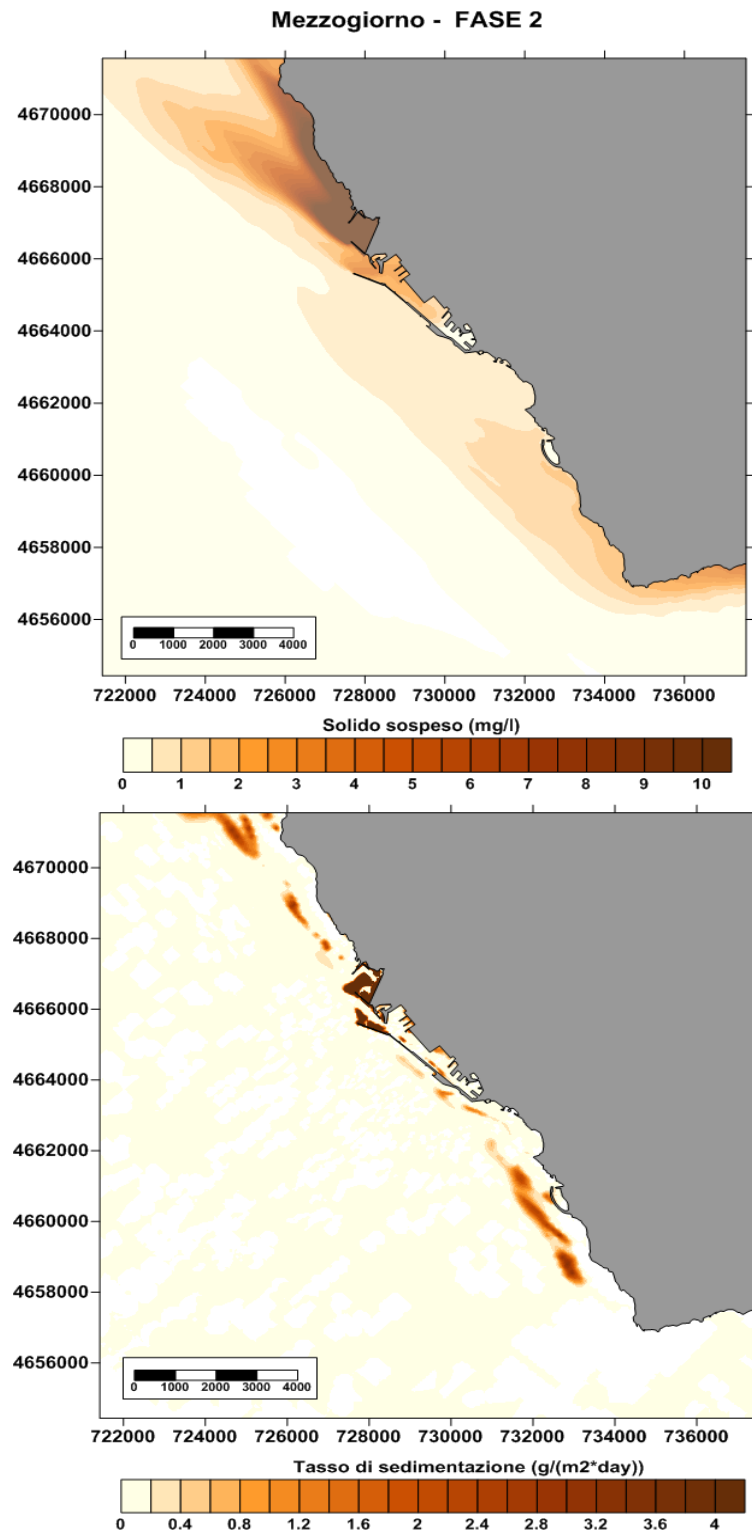 Mezzogiorno - FASE 2
4670000
4668000
4666000
4664000
4662000
4660000
4658000
4656000
0 1000 2000 3000 4000
722000 724000 726000 728000 730000 732000 734000 736000
Solido sospeso (mg/l)
0 1 2 3 4 5 6 7 8 9 10
4670000
4668000
4666000
4664000
4662000
4660000
4658000
4656000
0 1000 2000 3000 4000
722000 724000 726000 728000 730000 732000 734000 736000
Tasso di sedimentazione (g/(m2*day))
0 0.4 0.8 1.2 1.6 2 2.4 2.8 3.2 3.6 4